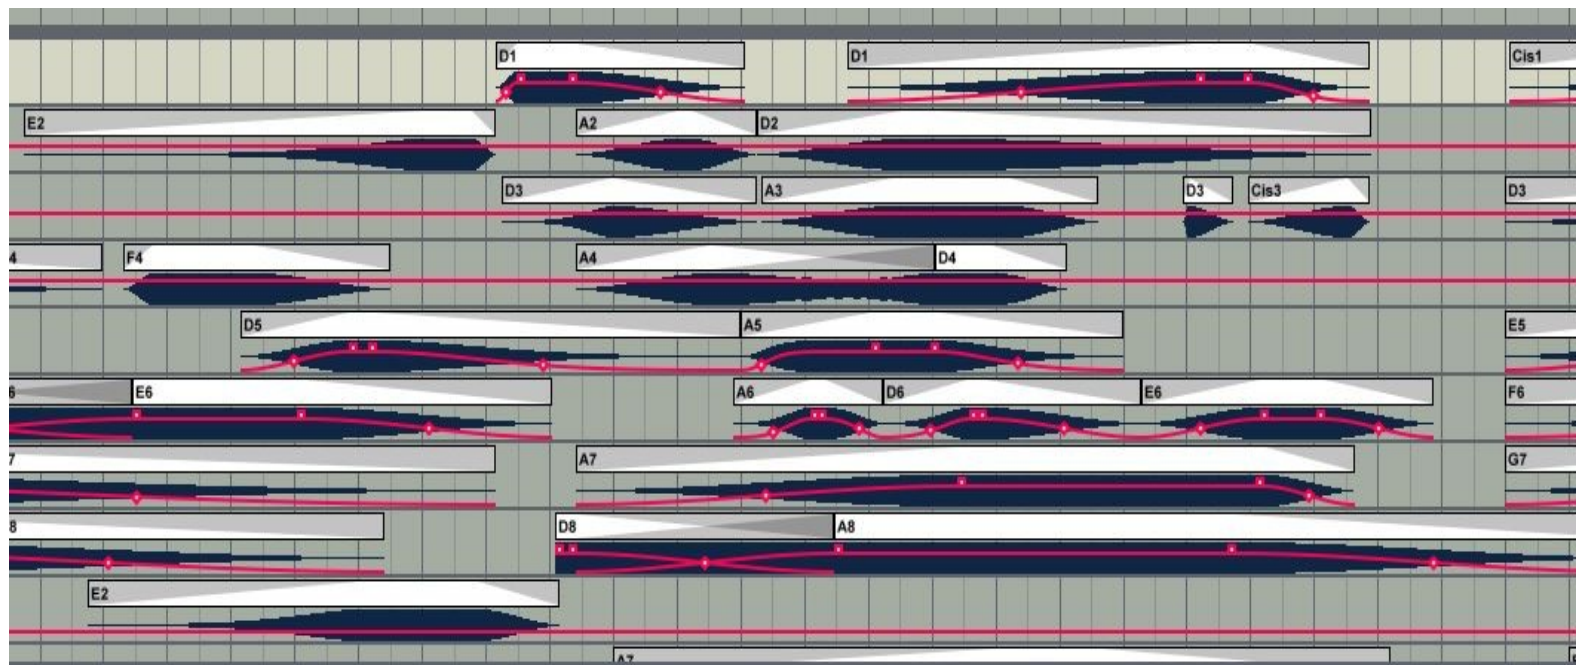 D1 D1 Cis1
E2 A2 D2
D3 A3 D3 Cis3 D3
4 F4 A4 D4
D5 A5 E5
6 E6 A6 D6 E6 F6
7 A7 G7
8 D8 A8
E2
A7